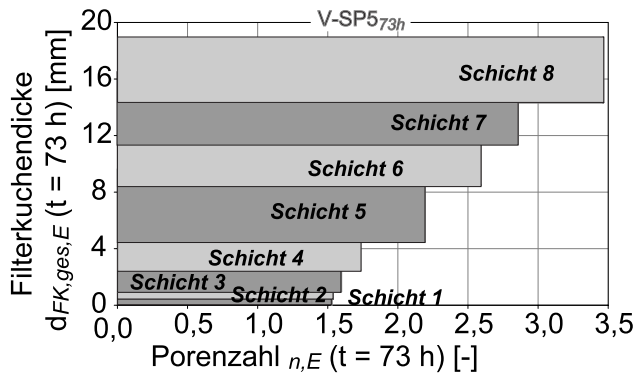 V-SP573h
20
16
12
8
4
0
Filterkuchendicke
dFK,ges,E (t = 73 h) [mm]
Schicht 8
Schicht 7
Schicht 6
Schicht 5
Schicht 4
Schicht 3
Schicht 2
Schicht 1
0,0 0,5 1,0 1,5 2,0 2,5 3,0 3,5
Porenzahl n,E (t = 73 h) [-]